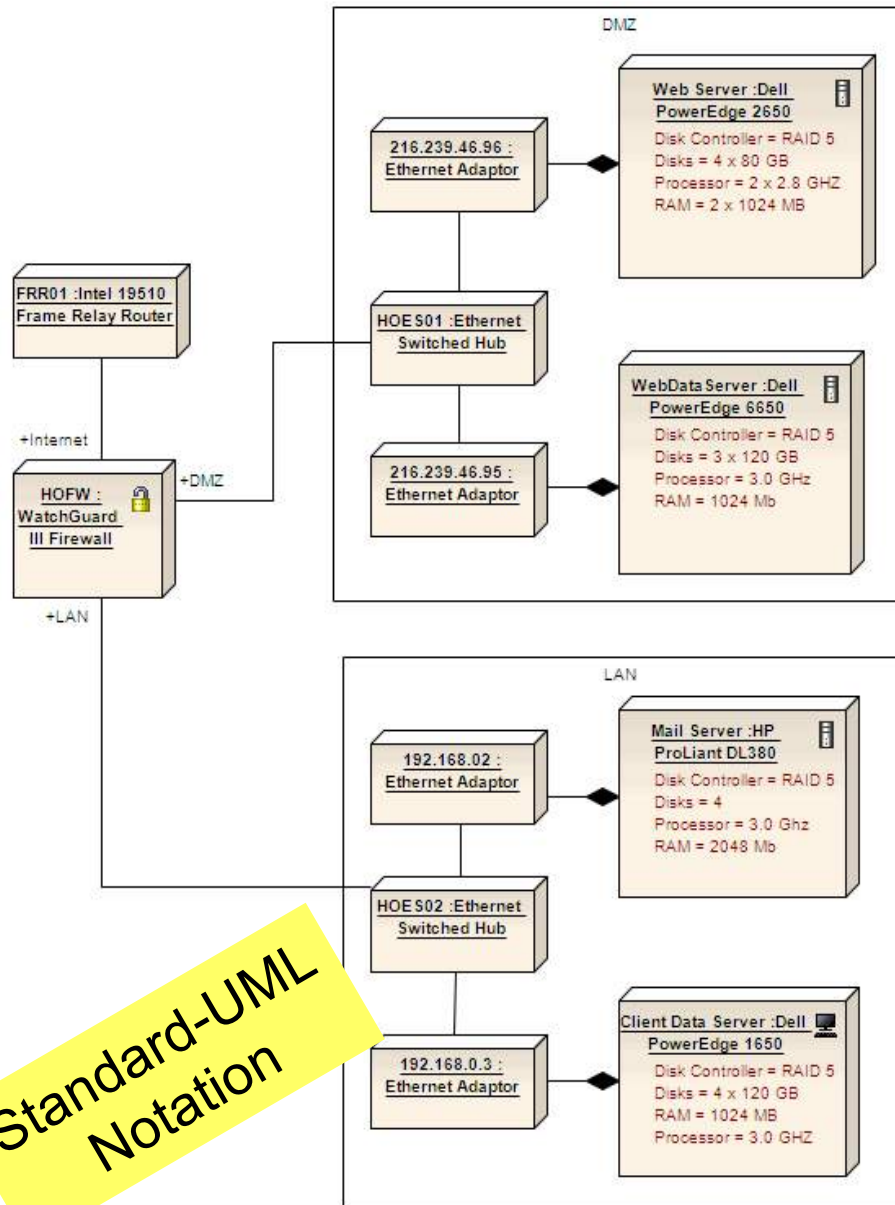 DMZ
Web Server :Dell
PowerEdge 2650
Disk Controller = RAID 5
Disks = 4 x 80 GB
Processor = 2 x 2.8 GHZ
RAM = 2 x 1024 MB
216.239.46.96 :
Ethernet Adaptor
FRR01 :Intel 19510
Frame Relay Router
HOES01 :Ethernet
Switched Hub
WebDataServer :Dell
PowerEdge 6650
Disk Controller = RAID 5
Disks = 3 x 120 GB
Processor = 3.0 GHz
RAM = 1024 Mb
+Internet
+DMZ
216.239.46.95 :
Ethernet Adaptor
HOFW :
WatchGuard
III Firewall
+LAN
LAN
Mail Server :HP
ProLiant DL380
Disk Controller = RAID 5
Disks = 4
Processor = 3.0 Ghz
RAM = 2048 Mb
192.168.02 :
Ethernet Adaptor
HOES02 :Ethernet
Switched Hub
Client Data Server :Dell
PowerEdge 1650
Disk Controller = RAID 5
Disks = 4 x 120 GB
RAM = 1024 MB
Processor = 3.0 GHZ
192.168.0.3 :
Ethernet Adaptor
Standard-UML
Notation